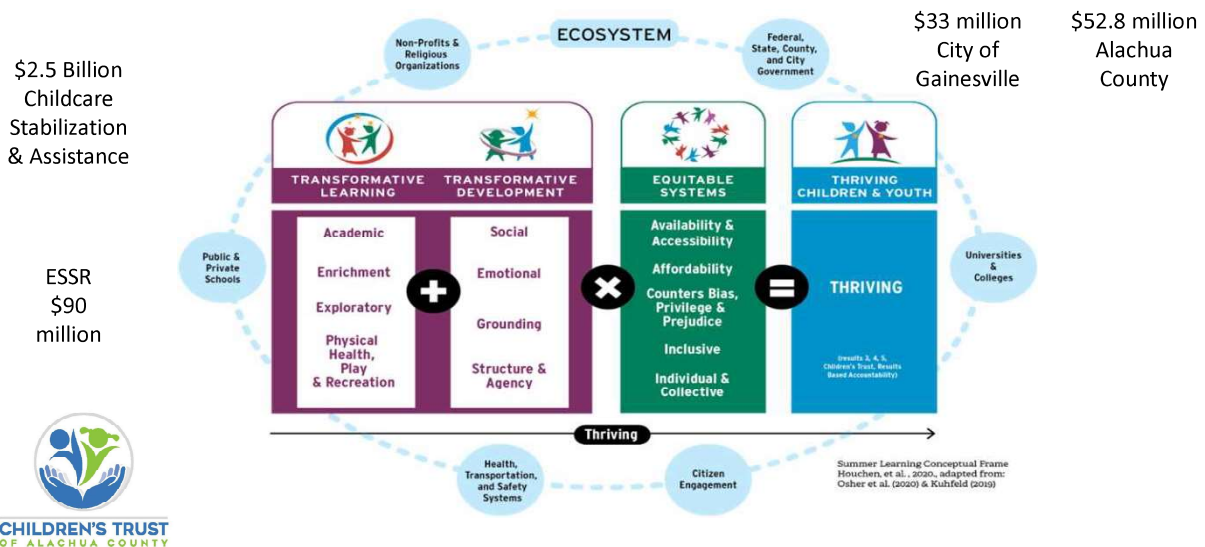 ECOSYSTEM
Non-Profits &
Religious
Organizations
Federal,
State, County,
and City
Government
$33 million
City of
Gainesville
$52.8 million
Alachua
County
$2.5 Billion
Childcare
Stabilization
& Assistance
TRANSFORMATIVE
LEARNING
TRANSFORMATIVE
DEVELOPMENT
EQUITABLE
SYSTEMS
THRIVING
CHILDREN & YOUTH
Public &
Private
Schools
ESSR
$90
million
Academic
Enrichment
Exploratory
Physical
Health,
Play
& Recreation
+
Social
Emotional
Grounding
Structure &
Agency
×
Availability &
Accessibility
Affordability
Counters Bias,
Privilege &
Prejudice
Inclusive
Individual &
Collective
=
THRIVING
(results 2, 4, 5,
Children's Trust, Results
Based Accountability)
Universities
&
Colleges
Thriving
Health,
Transportation,
and Safety
Systems
Citizen
Engagement
Summer Learning Conceptual Frame
Houchen, et al. , 2020., adapted from:
Osher et al. (2020) & Kuhfeld (2019)
CHILDREN'S TRUST
OF ALACHUA COUNTY